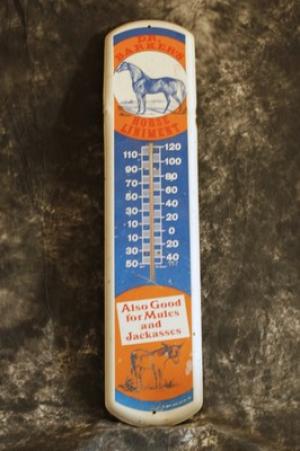 DR.
BARKER'S
HORSE
LINIMENT
120
110 100
90 80
70 60
50 40
30 20
10 0
10 20
30 40
50
Also Good
for Mules
and
Jackasses